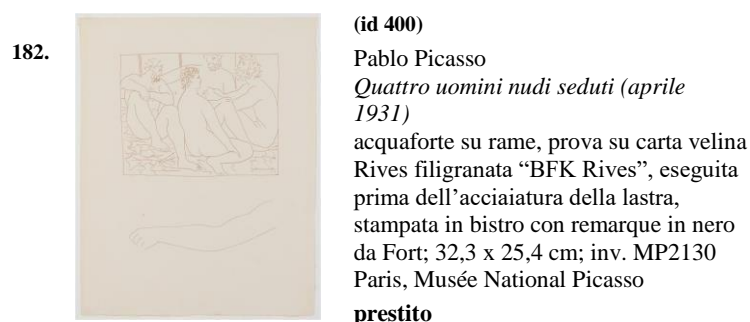 (id 400)
182.
Pablo Picasso
Quattro uomini nudi seduti (aprile
1931)
acquaforte su rame, prova su carta velina
Rives filigranata “BFK Rives”, eseguita
prima dell’acciaiatura della lastra,
stampata in bistro con remarque in nero
da Fort; 32,3 x 25,4 cm; inv. MP2130
Paris, Musée National Picasso
prestito